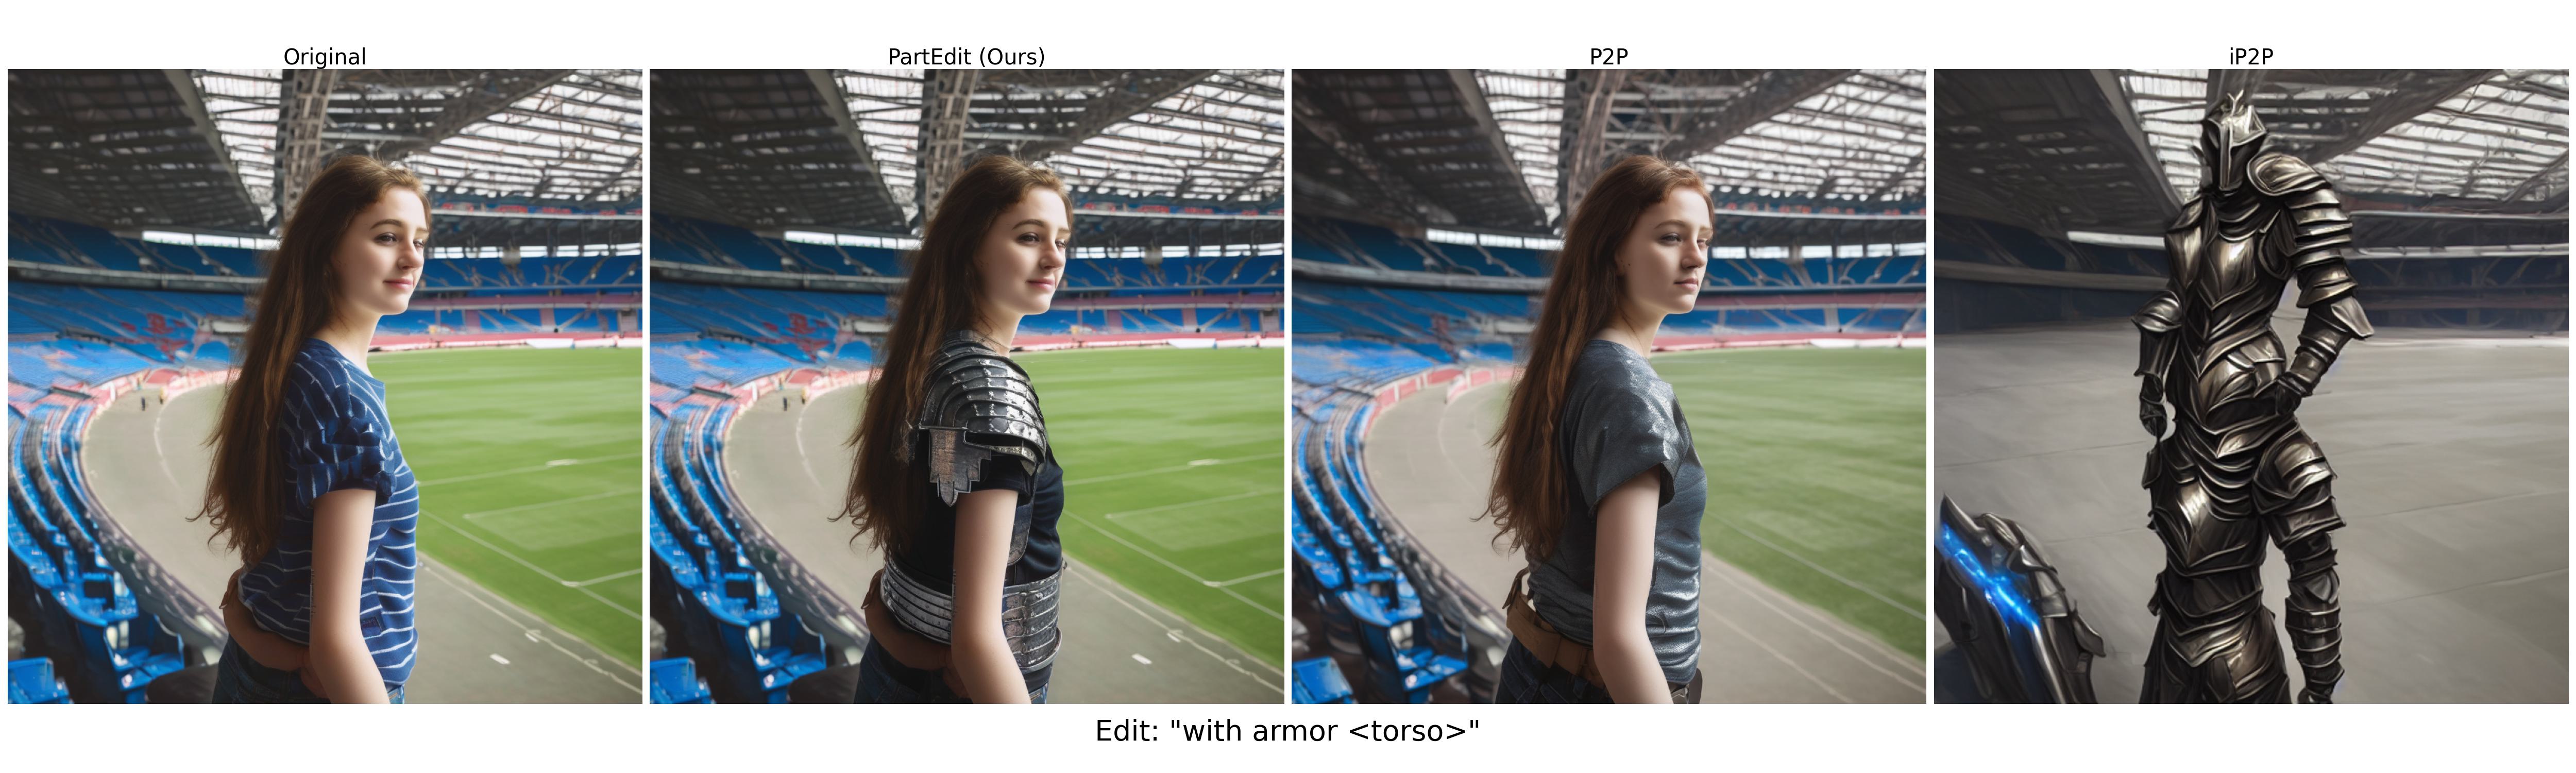 Original
PartEdit (Ours)
P2P
iP2P
Edit: "with armor <torso>"